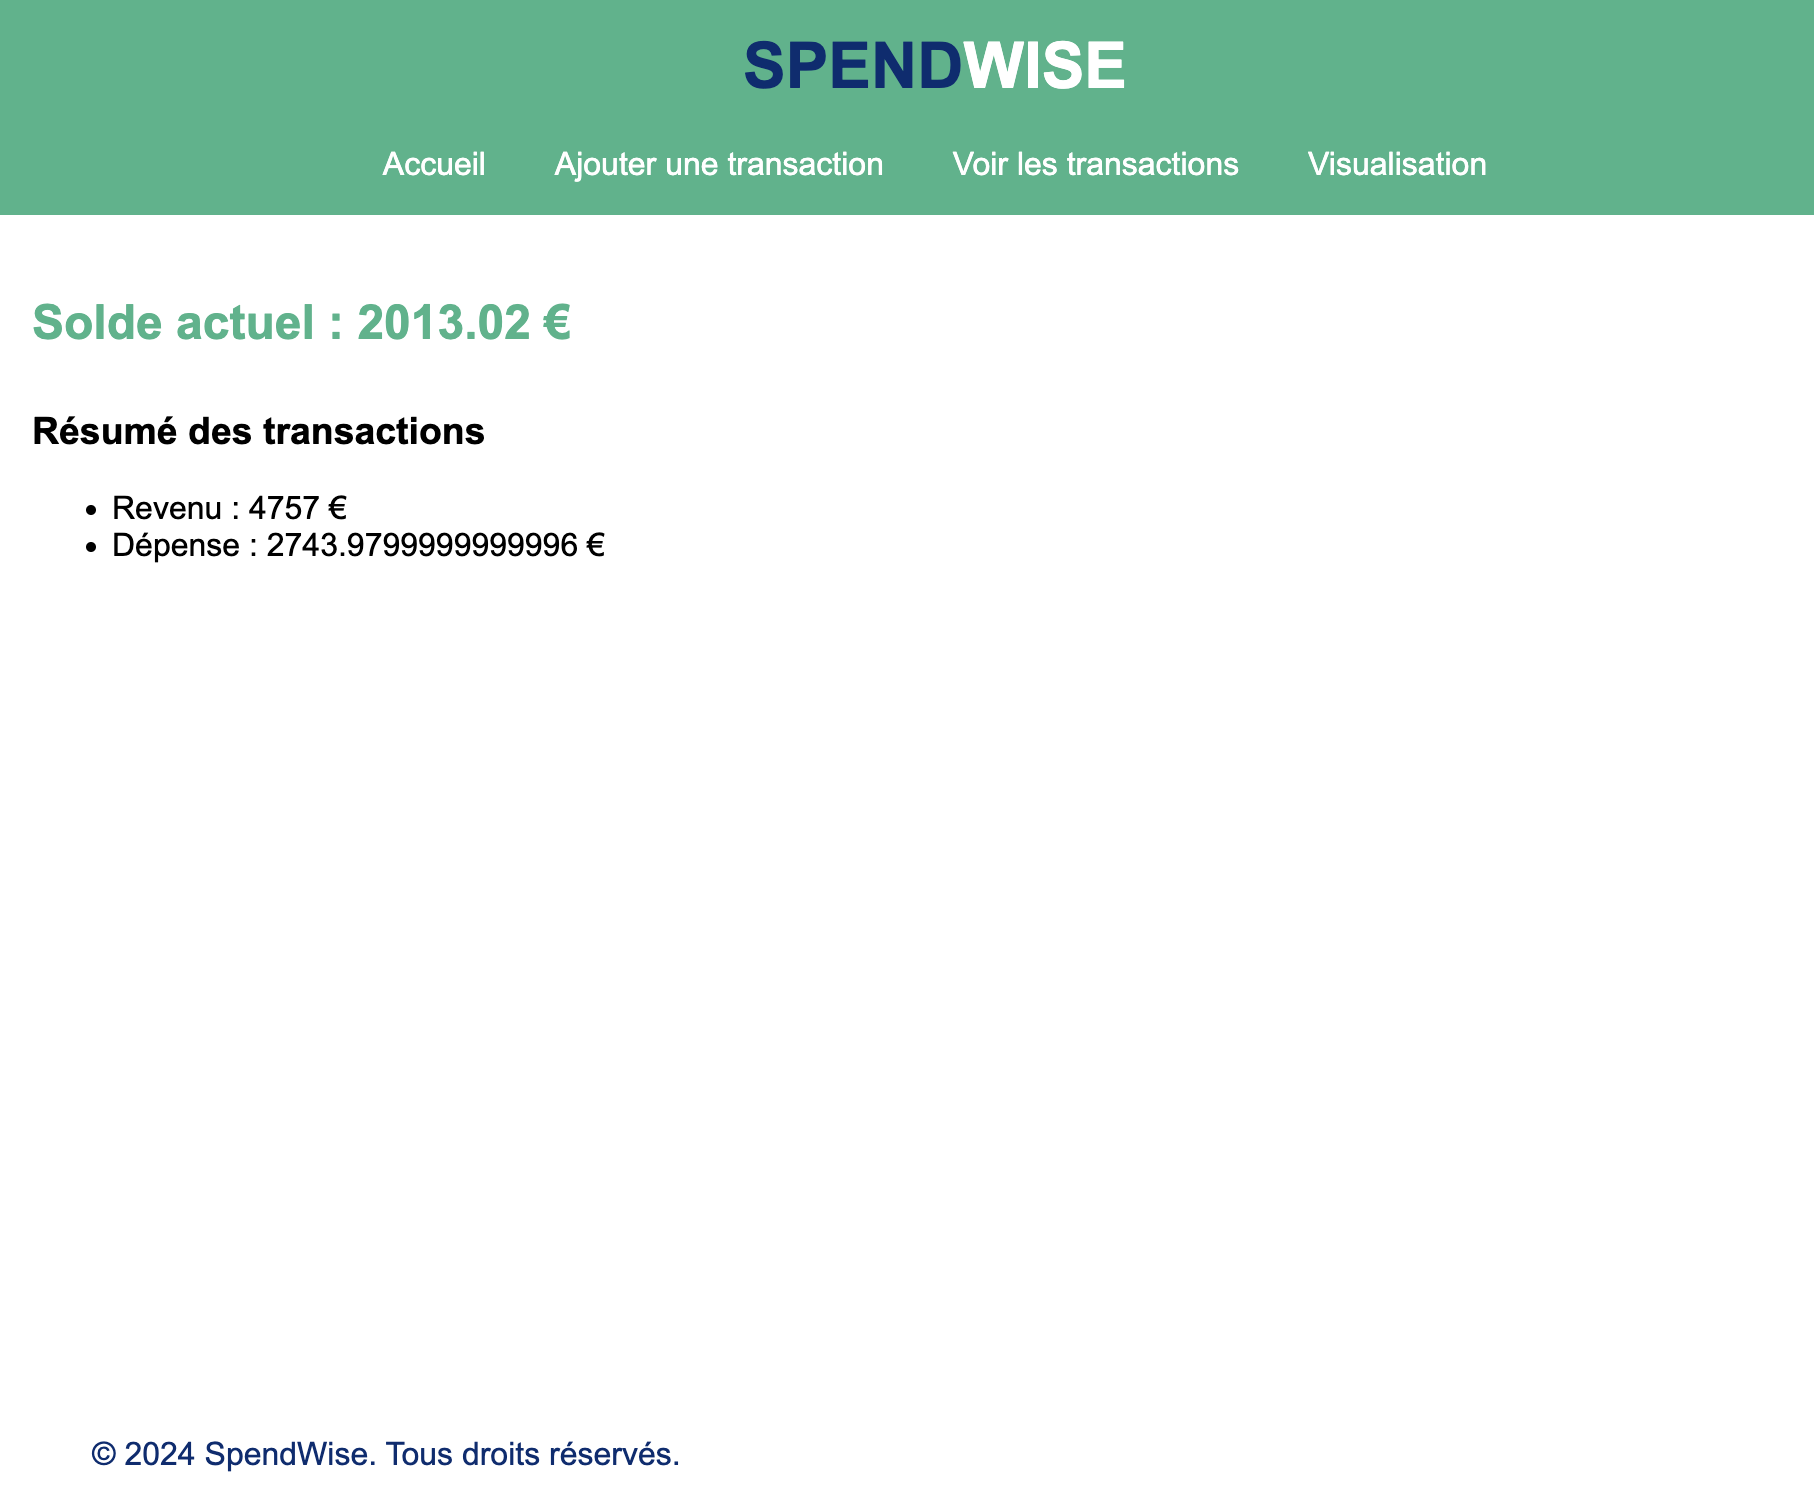 SPENDWISE
Accueil Ajouter une transaction Voir les transactions Visualisation
Solde actuel : 2013.02 €
Résumé des transactions
• Revenu : 4757 €
• Dépense : 2743.9799999999996 €
© 2024 SpendWise. Tous droits réservés.